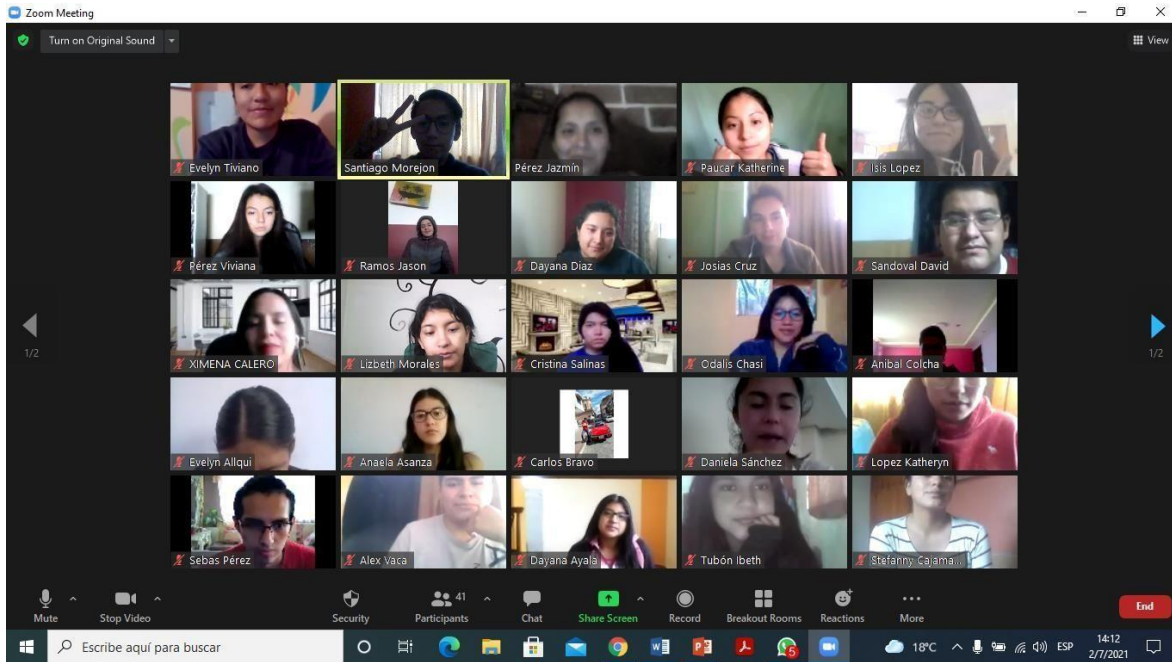 Zoom Meeting
Turn on Original Sound
View
Evelyn Tiviano
Santiago Morejon
Pérez Jazmín
Paucar Katherine
Isis Lopez
Pérez Viviana
Ramos Jason
Dayana Diaz
Josias Cruz
Sandoval David
1/2
XIMENA CALERO
Lizbeth Morales
Cristina Salinas
Odalis Chasi
Anibal Colcha
1/2
Evelyn Allqui
Anaela Asanza
Carlos Bravo
Daniela Sánchez
Lopez Katheryn
Sebas Pérez
Alex Vaca
Dayana Ayala
Tubón Ibeth
Stefanny Cajama...
Mute
Stop Video
Security
41
Participants
Chat
Share Screen
Record
Breakout Rooms
Reactions
More
End
Escribe aquí para buscar
5
18°C
ESP
14:12
2/7/2021